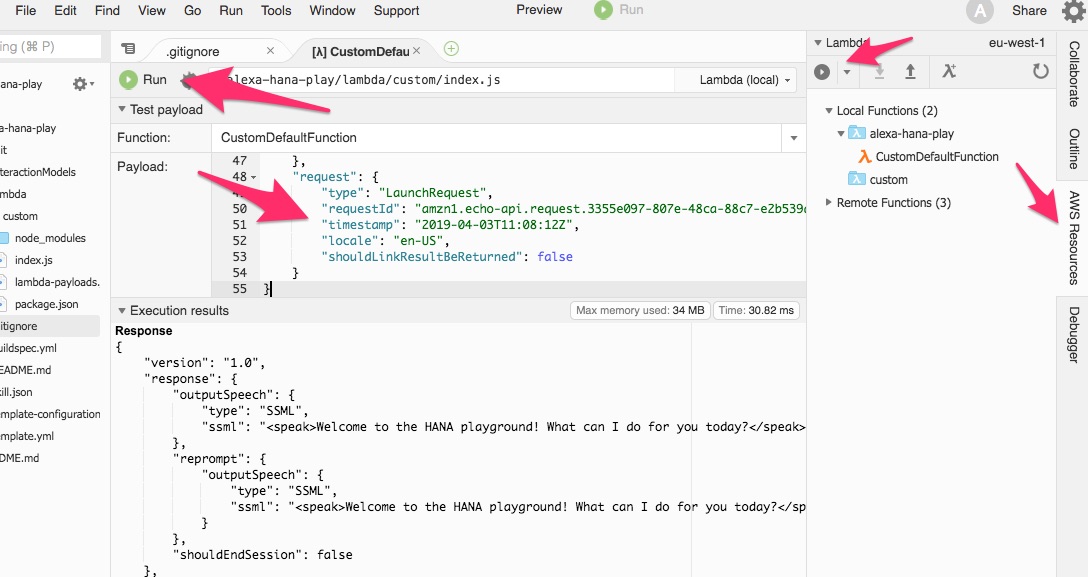 File Edit Find View Go Run Tools Window Support Preview Run A Share
ing (⌘ P)
ana-play
a-hana-play
it
teractionModels
mbda
custom
node_modules
index.js
lambda-payloads.
package.json
itignore
uildspec.yml
EADME.md
kill.json
emplate-configuration
emplate.yml
DME.md
.gitignore
[λ] CustomDefau
Run
alexa-hana-play/lambda/custom/index.js
Lambda (local)
Test payload
Function: CustomDefaultFunction
Payload:
47 },
48 "request": {
"type": "LaunchRequest",
50 "requestId": "amzn1.echo-api.request.3355e097-807e-48ca-88c7-e2b539
51 "timestamp": "2019-04-03T11:08:12Z",
52 "locale": "en-US",
53 "shouldLinkResultBeReturned": false
54 }
55 }
Execution results
Max memory used: 34 MB
Time: 30.82 ms
Response
{
"version": "1.0",
"response": {
"outputSpeech": {
"type": "SSML",
"ssml": "<speak>Welcome to the HANA playground! What can I do for you today?</speak>
},
"reprompt": {
"outputSpeech": {
"type": "SSML",
"ssml": "<speak>Welcome to the HANA playground! What can I do for you today?</sp
}
},
"shouldEndSession": false
},
Lambda
eu-west-1
Local Functions (2)
alexa-hana-play
CustomDefaultFunction
custom
Remote Functions (3)
Collaborate
Outline
AWS Resources
Debugger